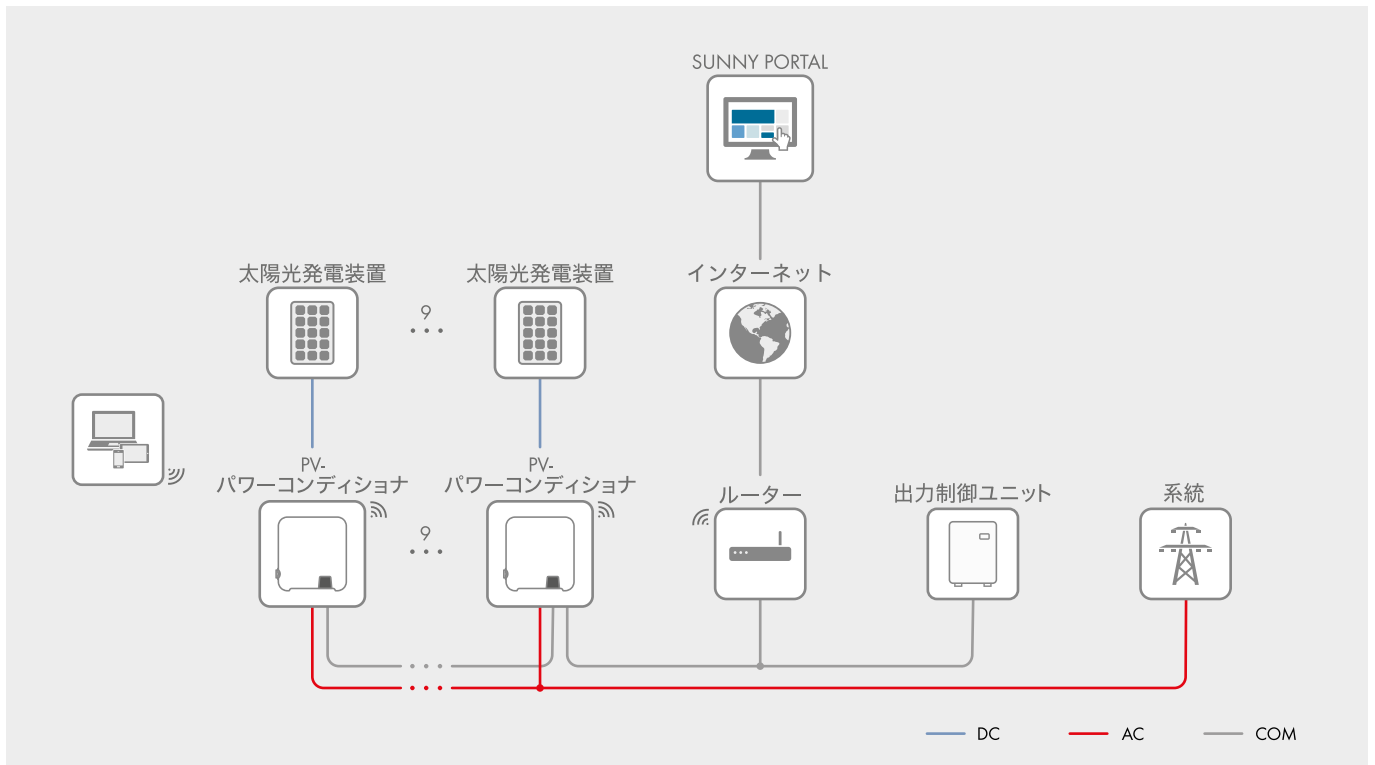 SUNNY PORTAL
太陽光発電装置
太陽光発電装置
インターネット
9
PV-
パワーコンディショナ
PV-
パワーコンディショナ
ルーター
出力制御ユニット
系統
9
DC
AC
COM